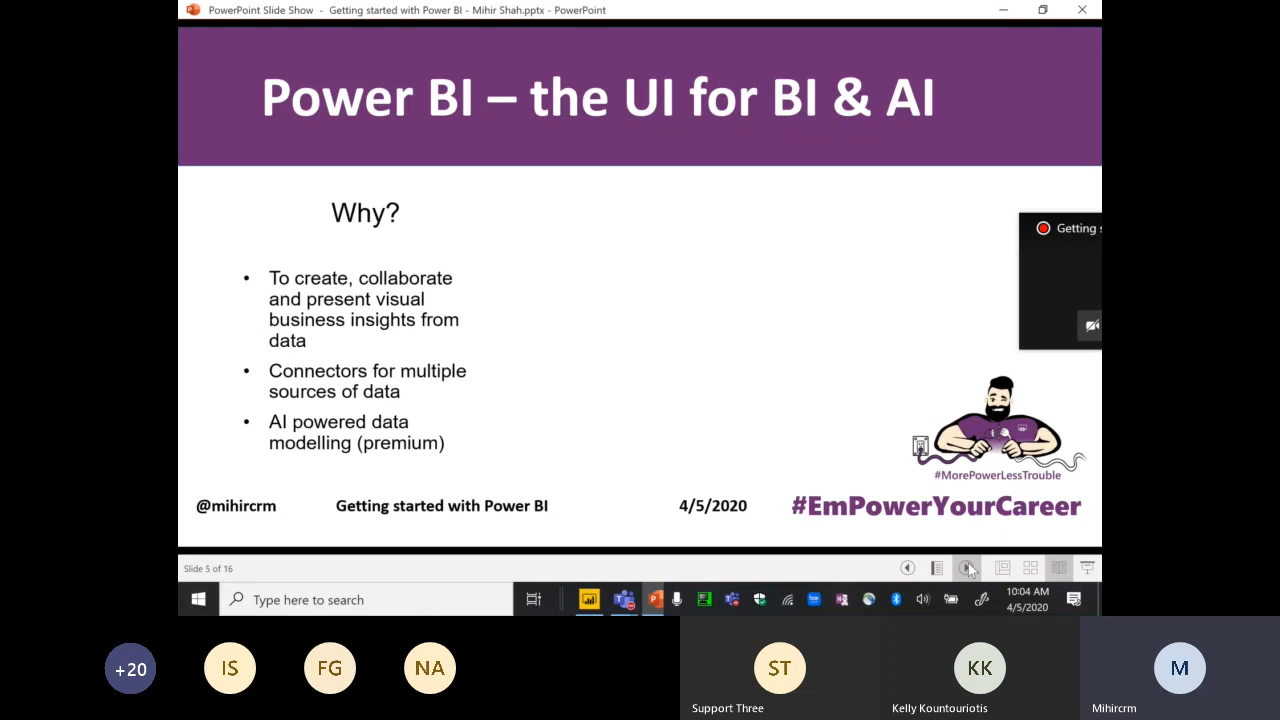 PowerPoint Slide Show - Getting started with Power BI - Mihir Shah.pptx - PowerPoint
Power BI – the UI for BI & AI
Why?
Getting s
• To create, collaborate
and present visual
business insights from
data
• Connectors for multiple
sources of data
• AI powered data
modelling (premium)
#MorePowerLessTrouble
@mihircrm Getting started with Power BI 4/5/2020 #EmPowerYourCareer
Slide 5 of 16
Type here to search
10:04 AM
4/5/2020
+20 IS FG NA ST KK M
Support Three Kelly Kountouriotis Mihircrm